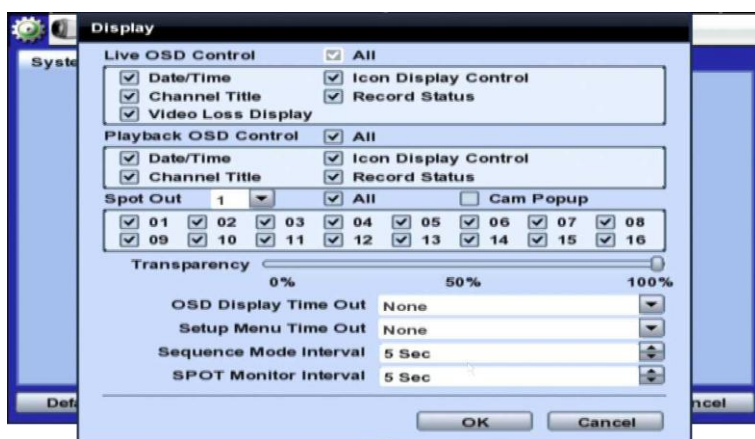 Display
Syste
Live OSD Control All
Date/Time Icon Display Control
Channel Title Record Status
Video Loss Display
Playback OSD Control All
Date/Time Icon Display Control
Channel Title Record Status
Spot Out 1 All Cam Popup
01 02 03 04 05 06 07 08
09 10 11 12 13 14 15 16
Transparency
0% 50% 100%
OSD Display Time Out None
Setup Menu Time Out None
Sequence Mode Interval 5 Sec
SPOT Monitor Interval 5 Sec
Defa ncel
OK Cancel